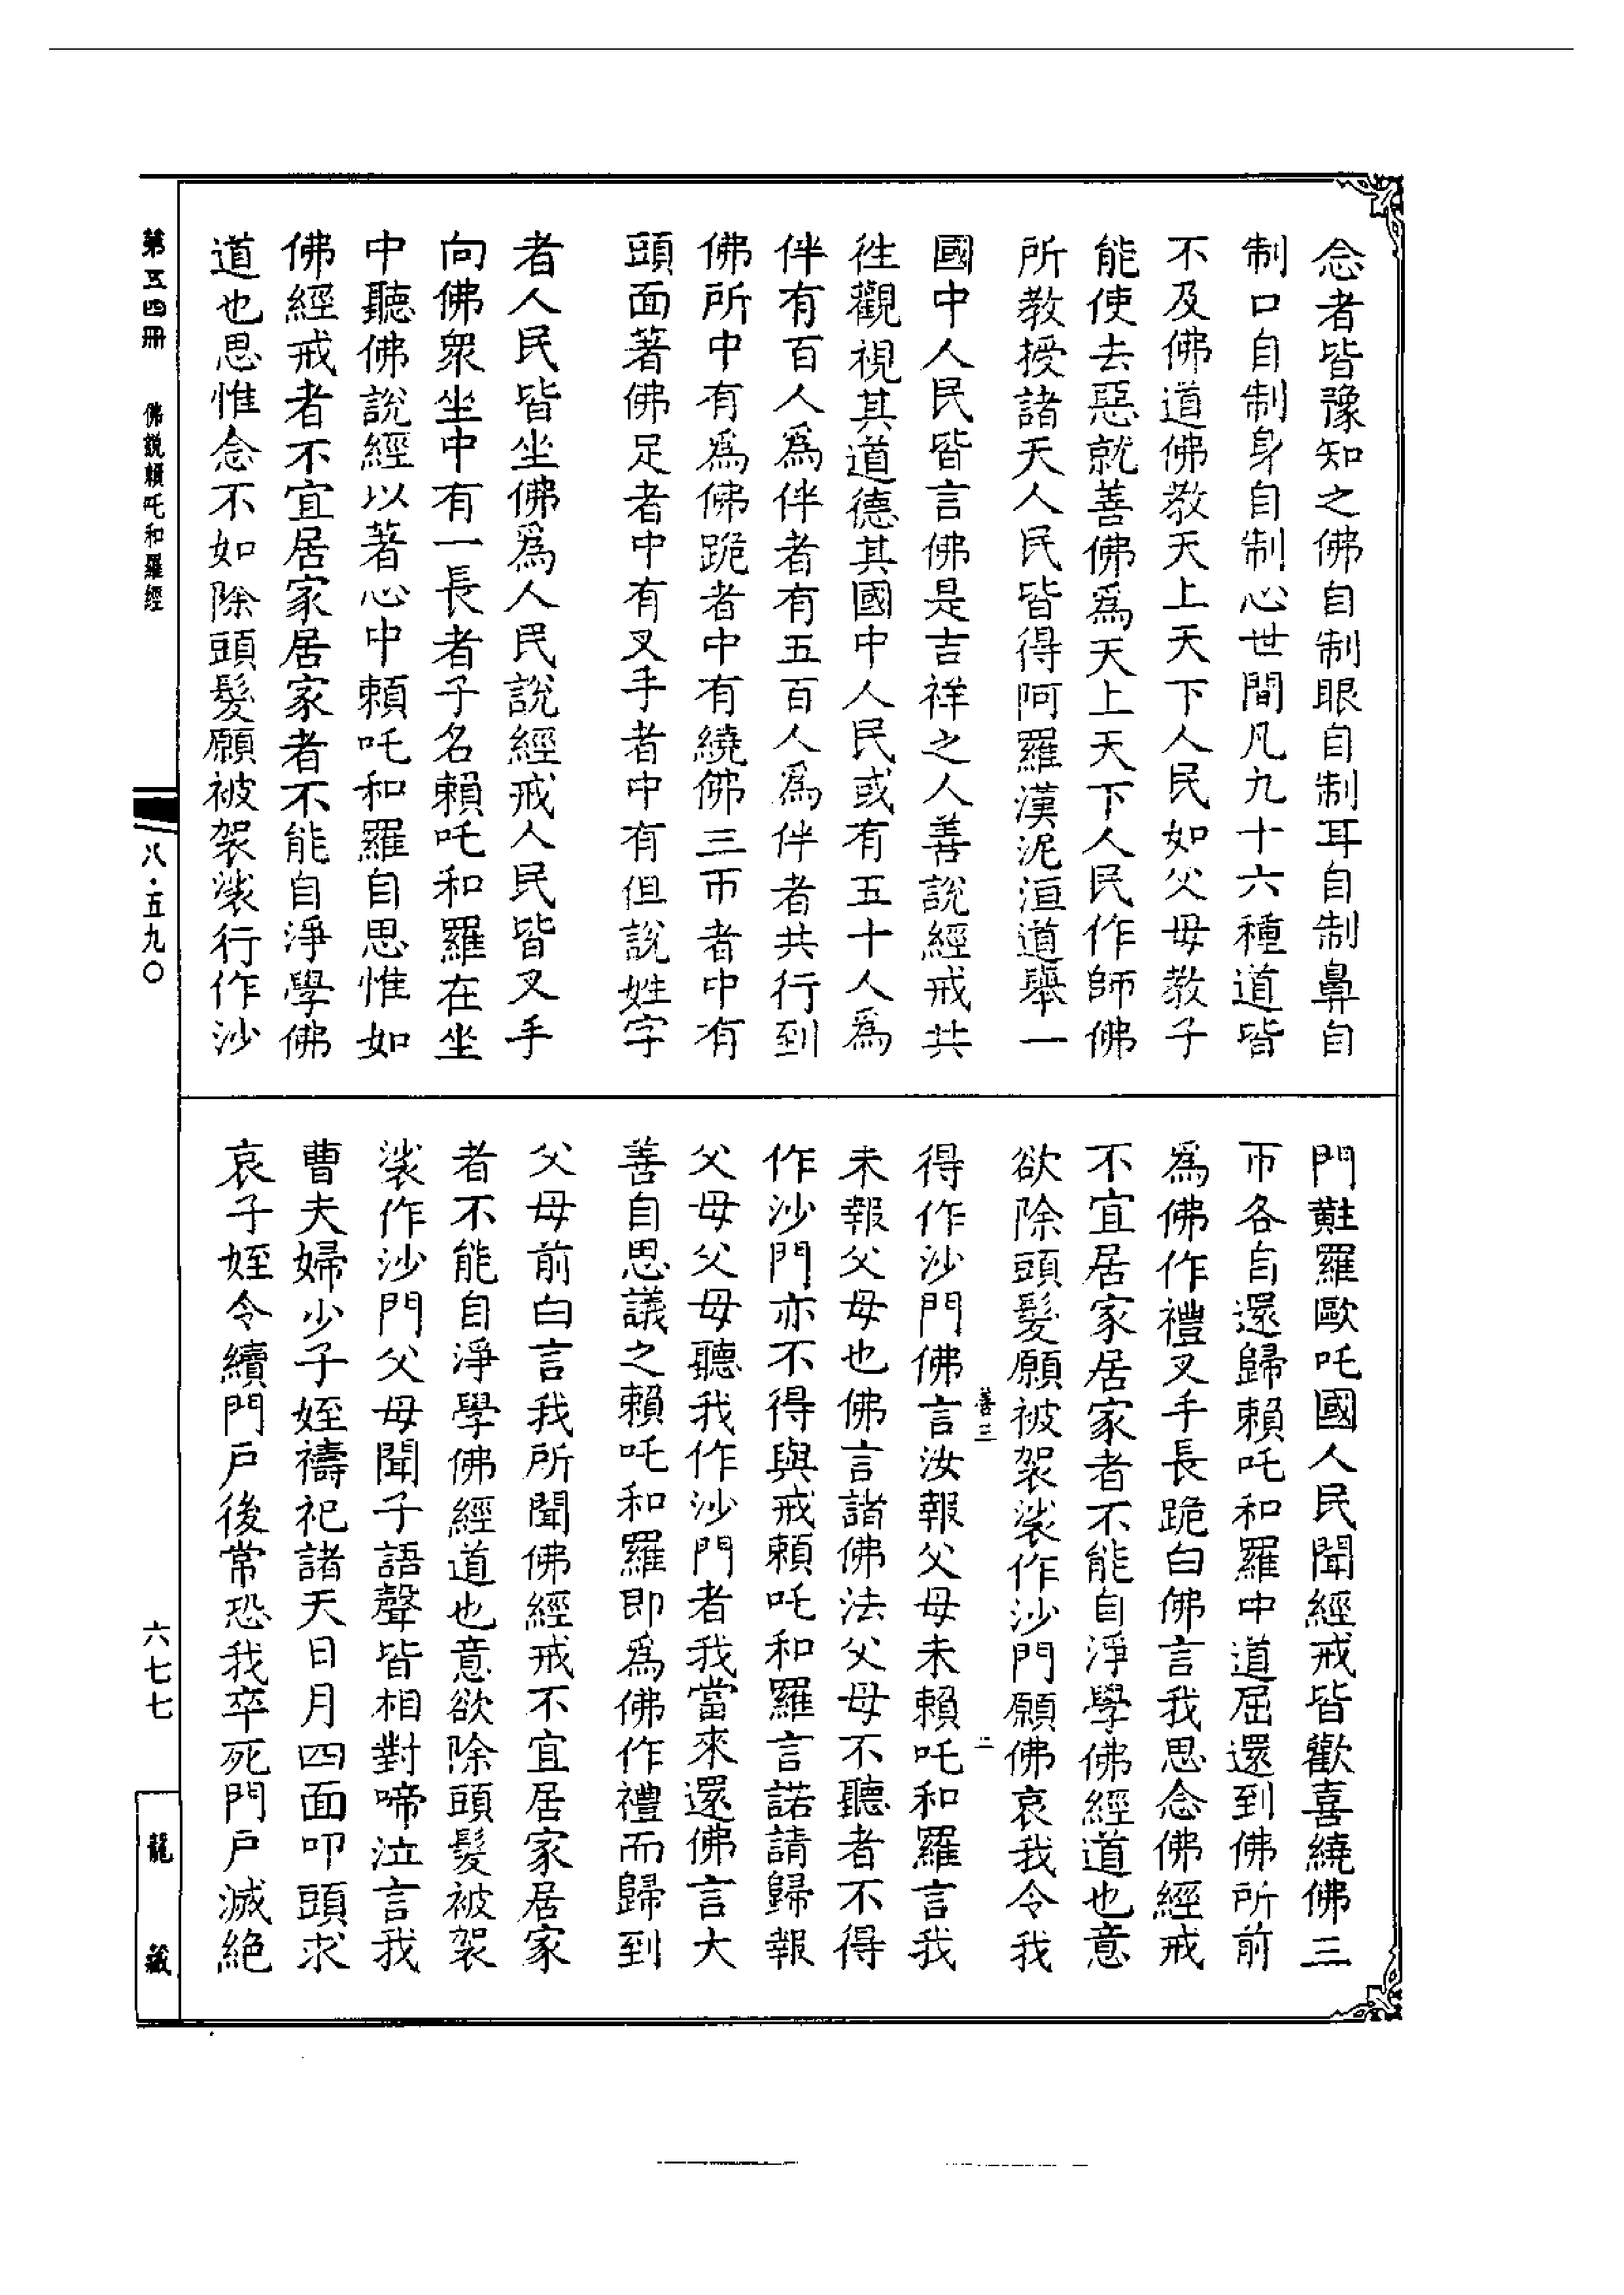 念者皆豫知之佛自制眼自制耳自制鼻自
制口自制身自制心世間凡九十六種道皆
不及佛道佛教天上天下人民如父母教子
能使去惡就善佛爲天上天下人民作師佛
所教授諸天人民皆得阿羅漢泥洹道舉一
國中人民皆言佛是吉祥之人善說經戒共
往觀視其道德其國中人民或有五十人爲
伴有百人爲伴者有五百人爲伴者共行到
佛所中有爲佛跪者中有繞佛三帀者中有
頭面著佛足者中有叉手者中有但說姓字
者人民皆坐佛爲人民說經戒人民皆叉手
向佛衆坐中有一長者子名賴吒和羅在坐
中聽佛說經以著心中賴吒和羅自思惟如
佛經戒者不宜居家居家者不能自淨學佛
道也思惟念不如除頭髮願被袈裟行作沙
門黈羅歐吒國人民聞經戒皆歡喜繞佛三
帀各自還歸賴吒和羅中道屈還到佛所前
爲佛作禮叉手長跪白佛言我思念佛經戒
不宜居家居家者不能自淨學佛經道也意
欲除頭髮願被袈裟作沙門願佛哀我令我
善三 二
得作沙門佛言汝報父母未賴吒和羅言我
未報父母也佛言諸佛法父母不聽者不得
作沙門亦不得與戒賴吒和羅言諾請歸報
父母父母聽我作沙門者我當來還佛言大
善自思議之賴吒和羅即爲佛作禮而歸到
父母前白言我所聞佛經戒不宜居家居家
者不能自淨學佛經道也意欲除頭髮被袈
裟作沙門父母聞子語聲皆相對啼泣言我
曹夫婦少子姪禱祀諸天日月四面叩頭求
哀子姪令續門戶後常恐我卒死門戶滅絕
第五四冊 佛說賴吒和羅經
八·五九〇
六七七
龍藏